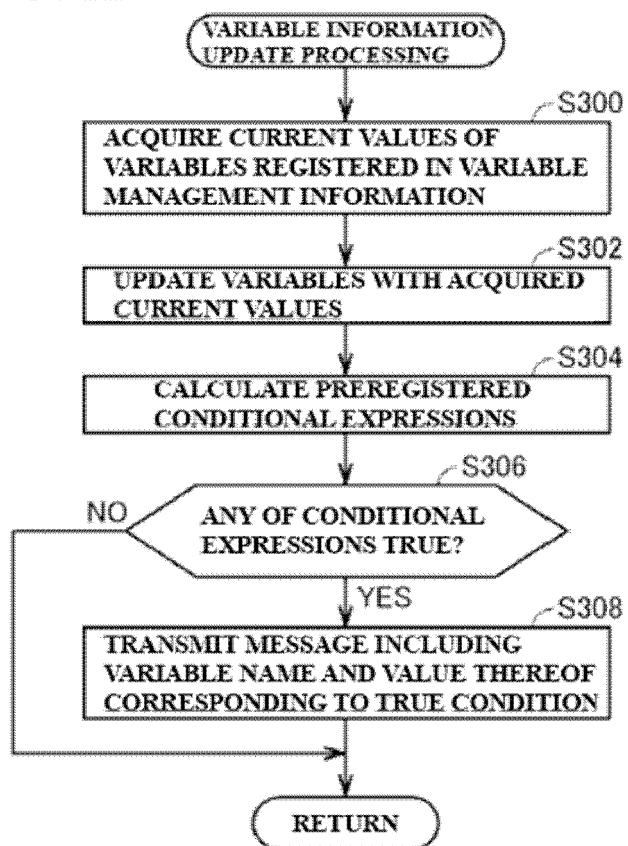 VARIABLE INFORMATION
UPDATE PROCESSING
S300
ACQUIRE CURRENT VALUES OF
VARIABLES REGISTERED IN VARIABLE
MANAGEMENT INFORMATION
S302
UPDATE VARIABLES WITH ACQUIRED
CURRENT VALUES
S304
CALCULATE PREREGISTERED
CONDITIONAL EXPRESSIONS
S306
NO
ANY OF CONDITIONAL
EXPRESSIONS TRUE?
YES
S308
TRANSMIT MESSAGE INCLUDING
VARIABLE NAME AND VALUE THEREOF
CORRESPONDING TO TRUE CONDITION
RETURN